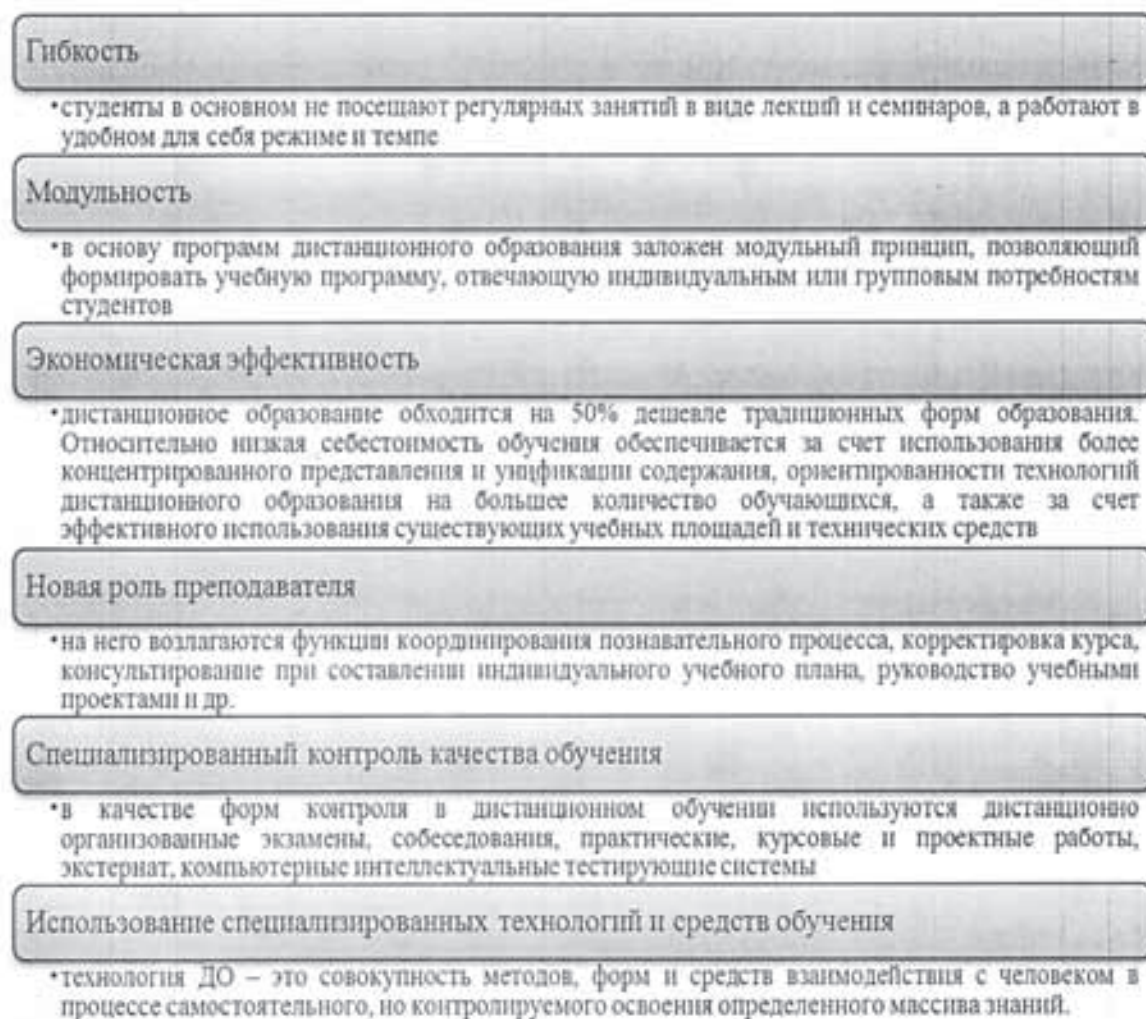 Гибкость
•студенты в основном не посещают регулярных занятий в виде лекций и семинаров, а работают в
удобном для себя режиме и темпе
Модульность
•в основу программ дистанционного образования заложен модульный принцип, позволяющий
формировать учебную программу, отвечающую индивидуальным или групповым потребностям
студентов
Экономическая эффективность
•дистанционное образование обходится на 50% дешевле традиционных форм образования.
Относительно низкая себестоимость обучения обеспечивается за счет использования более
концентрированного представления и унификации содержания, ориентированности технологий
дистанционного образования на большее количество обучающихся, а также за счет
эффективного использования существующих учебных площадей и технических средств
Новая роль преподавателя
•на него возлагаются функции координирования познавательного процесса, корректировка курса,
консультирование при составлении индивидуального учебного плана, руководство учебными
проектами и др.
Специализированный контроль качества обучения
•в качестве форм контроля в дистанционном обучении используются дистанционно
организованные экзамены, собеседования, практические, курсовые и проектные работы,
экстернат, компьютерные интеллектуальные тестирующие системы
Использование специализированных технологий и средств обучения
•технология ДО – это совокупность методов, форм и средств взаимодействия с человеком в
процессе самостоятельного, но контролируемого освоения определенного массива знаний.